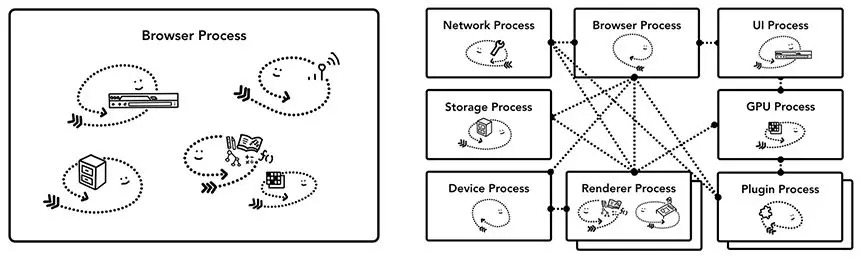 Browser Process
f()
Network Process
Browser Process
UI Process
Storage Process
GPU Process
Device Process
Renderer Process
f()
Plugin Process